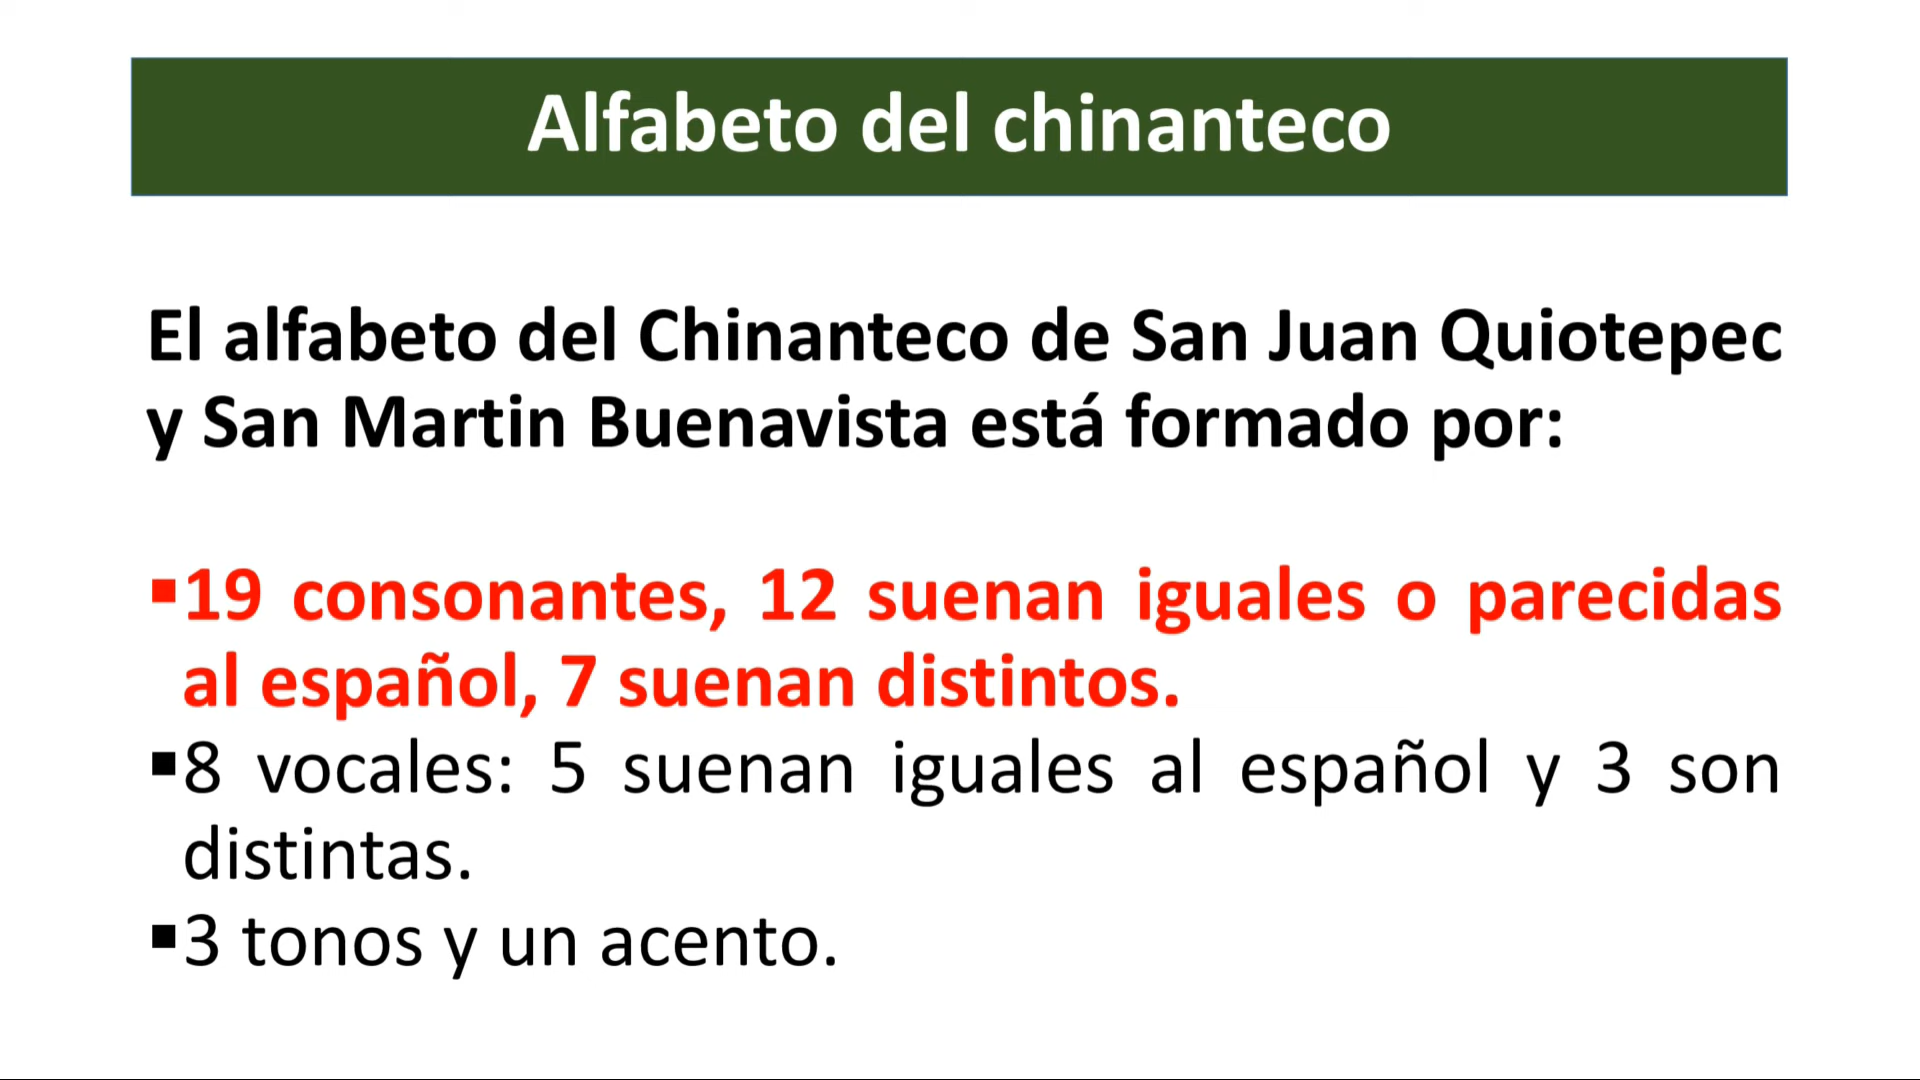 Alfabeto del chinanteco
El alfabeto del Chinanteco de San Juan Quiotepec
y San Martin Buenavista está formado por:
▪19 consonantes, 12 suenan iguales o parecidas
al español, 7 suenan distintos.
▪8 vocales: 5 suenan iguales al español y 3 son
distintas.
▪3 tonos y un acento.